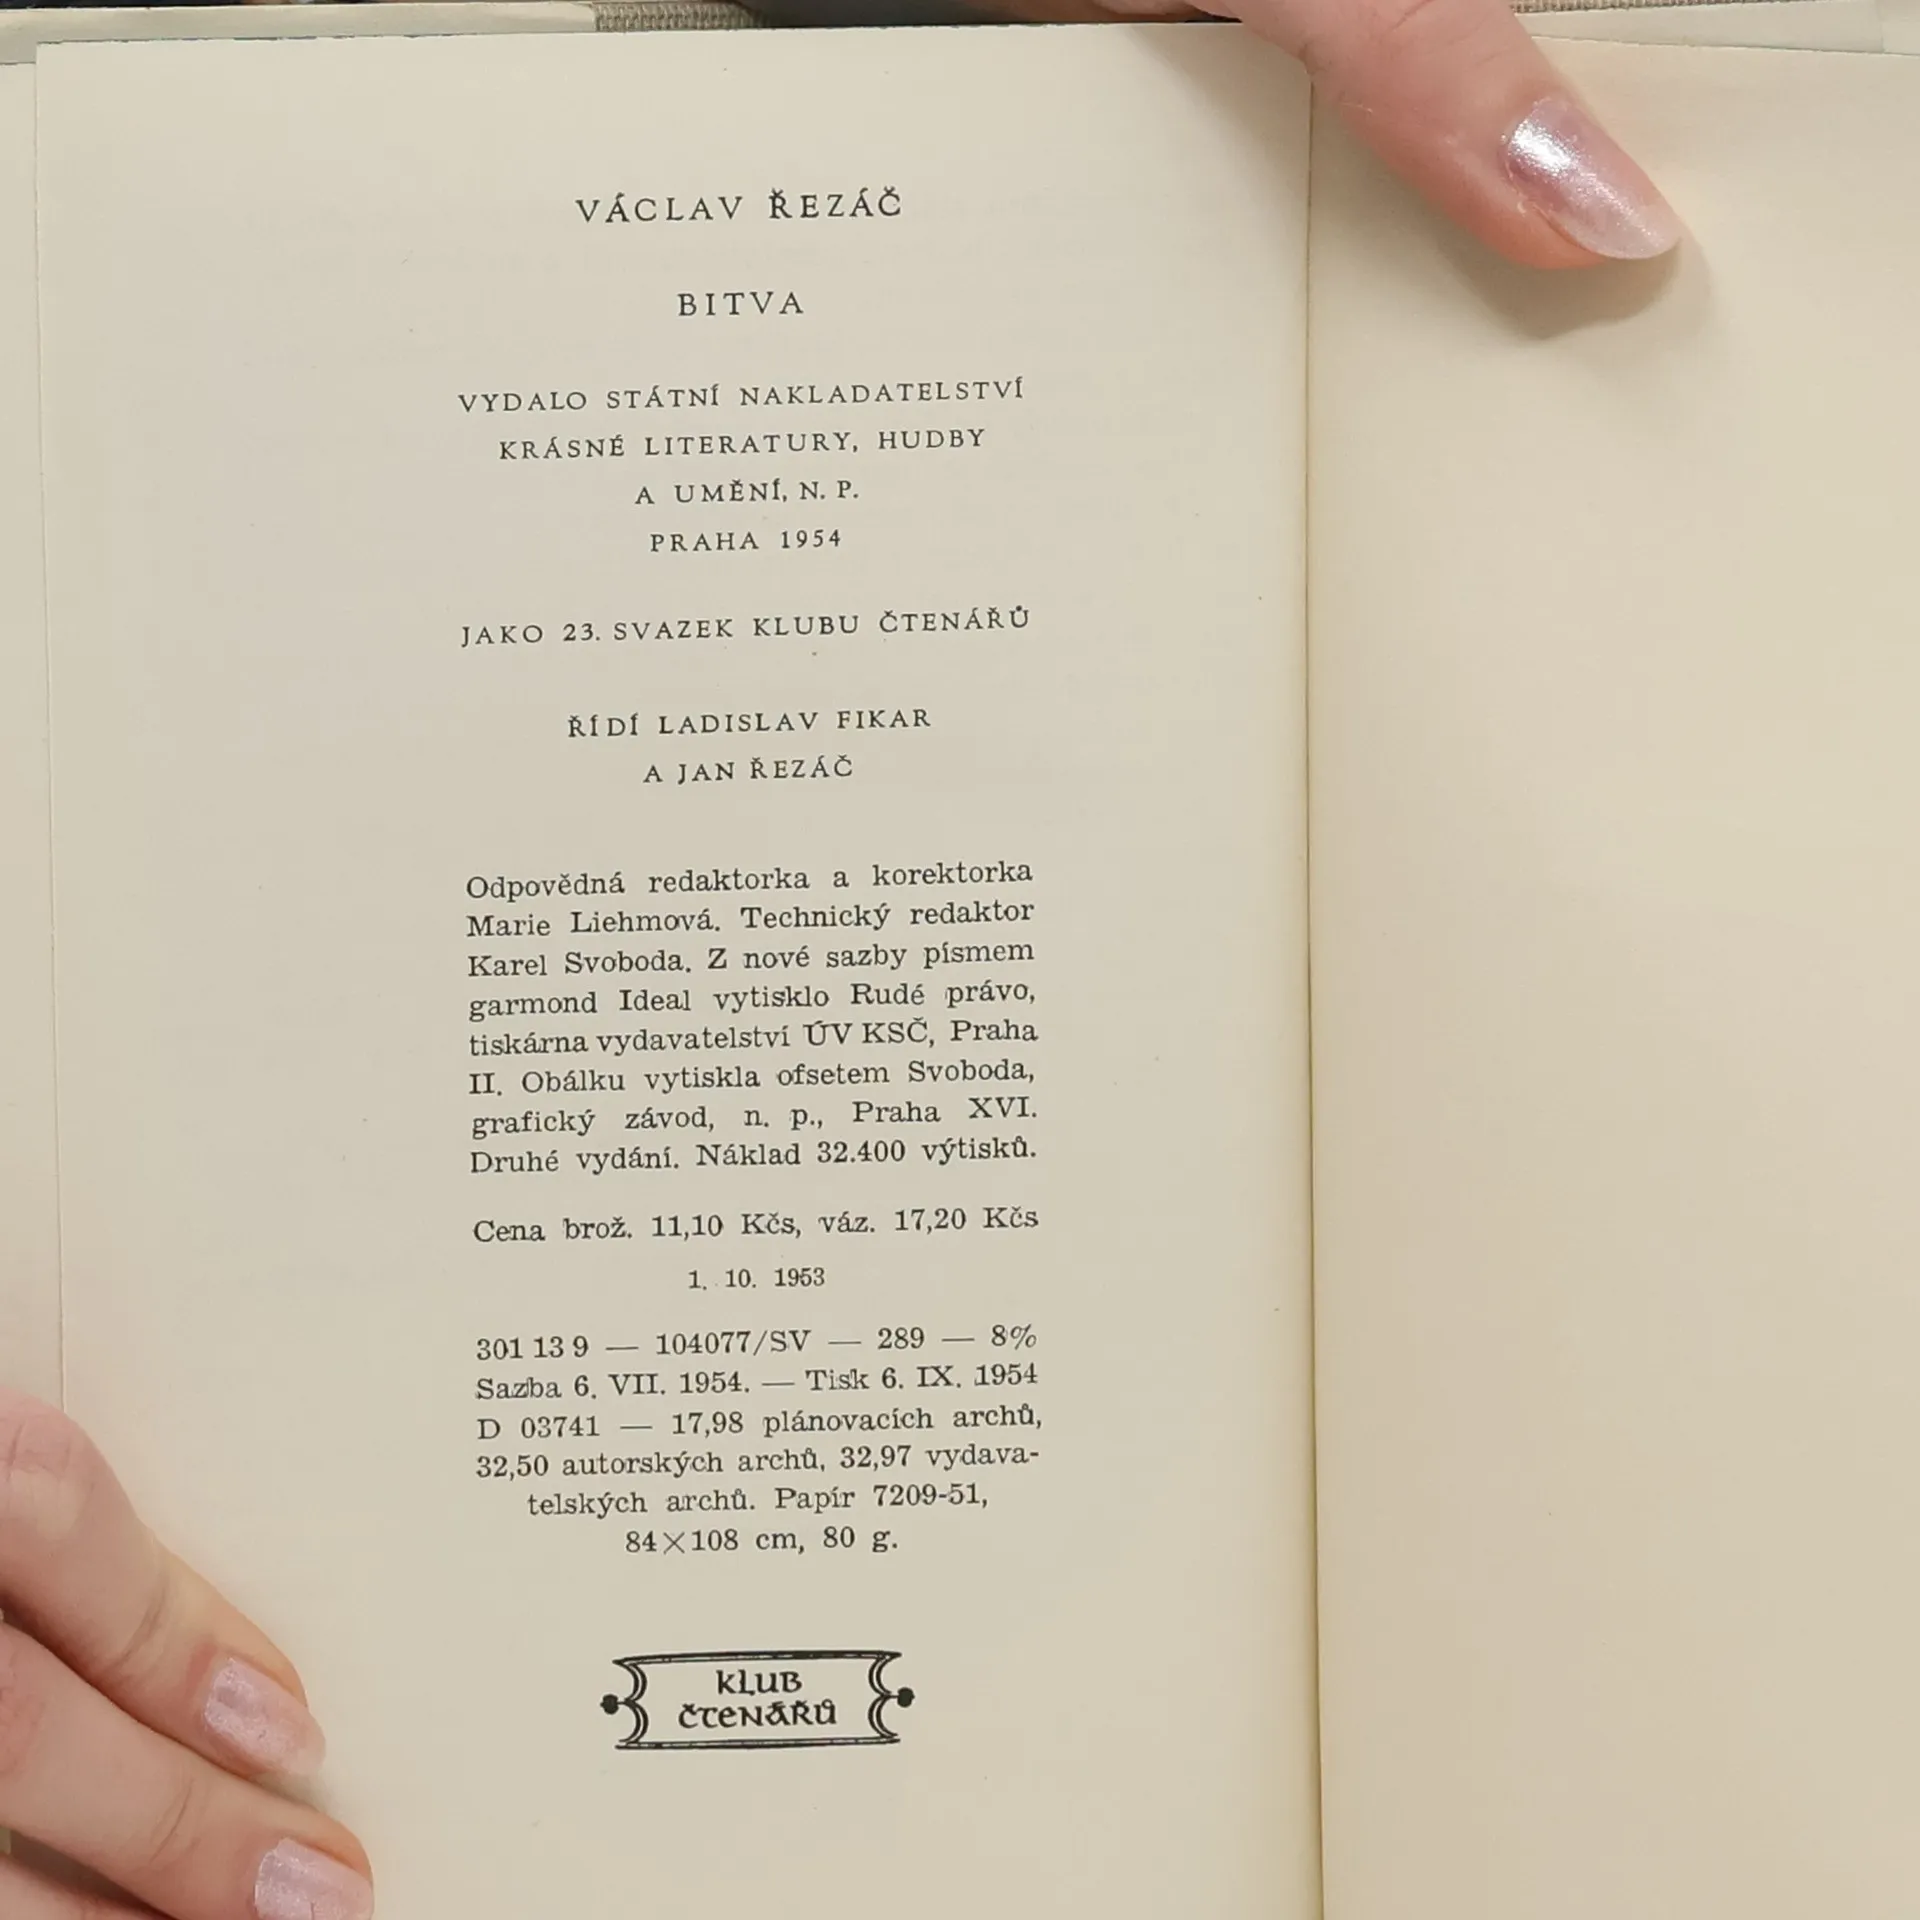 VÁCLAV ŘEZÁČ
BITVA
VYDALO STÁTNÍ NAKLADATELSTVÍ
KRÁSNÉ LITERATURY, HUDBY
A UMĚNÍ, N. P.
PRAHA 1954
JAKO 23. SVAZEK KLUBU ČTENÁŘŮ
ŘÍDÍ LADISLAV FIKAR
A JAN ŘEZÁČ
Odpovědná redaktorka a korektorka
Marie Liehmová. Technický redaktor
Karel Svoboda. Z nové sazby písmem
garmond Ideal vytisklo Rudé právo,
tiskárna vydavatelství ÚV KSČ, Praha
II. Obálku vytiskla ofsetem Svoboda,
grafický závod, n. p., Praha XVI.
Druhé vydání. Náklad 32.400 výtisků.
Cena brož. 11,10 Kčs, váz. 17,20 Kčs
1. 10. 1953
301 13 9 — 104077/SV — 289 — 8%
Sazba 6. VII. 1954. — Tisk 6. IX. 1954
D 03741 — 17,98 plánovacích archů,
32,50 autorských archů, 32,97 vydava-
telských archů. Papír 7209-51,
84×108 cm, 80 g.
KLUB
ČTENÁŘŮ